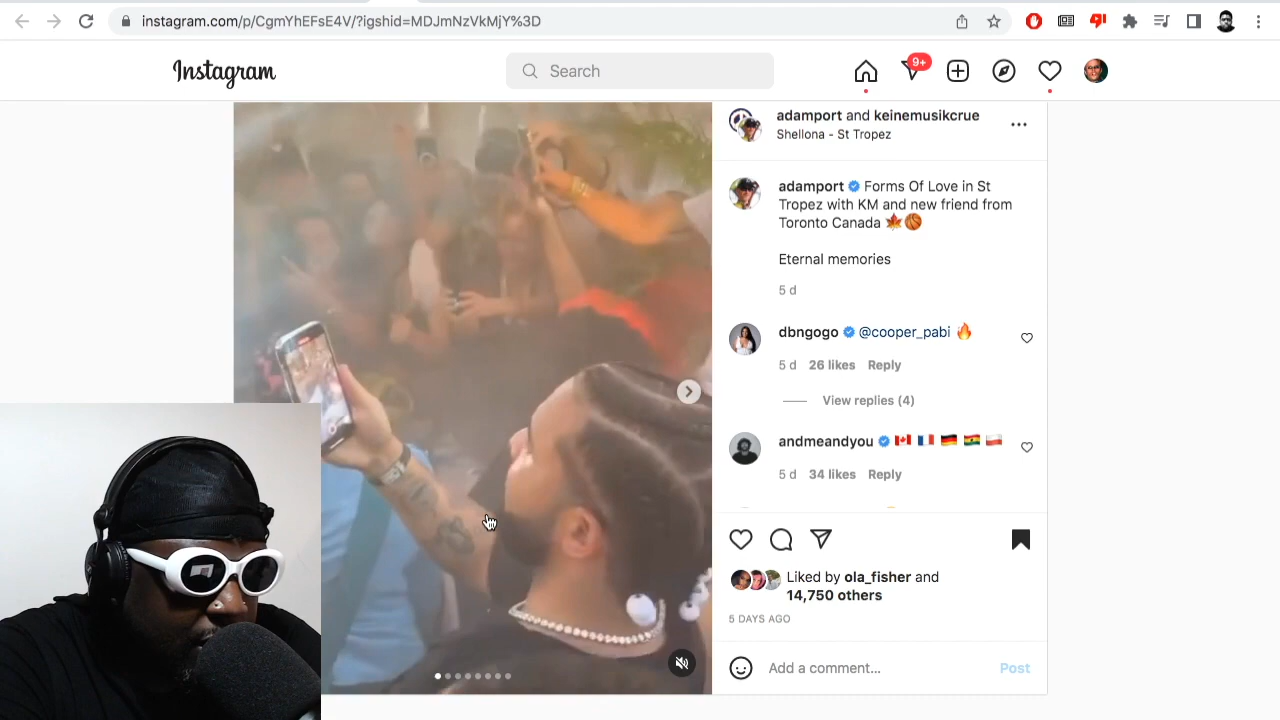 instagram.com/p/CgmYhEFsE4V/?igshid=MDJmNzVkMjY%3D
Instagram
Search
9+
adamport and keinemusikcrue
Shellona - St Tropez
adamport Forms Of Love in St
Tropez with KM and new friend from
Toronto Canada 🍁🏀
Eternal memories
5 d
dbngogo @cooper_pabi 🔥
5 d 26 likes Reply
View replies (4)
andmeandyou 🇨🇦 🇫🇷 🇩🇪 🇬🇭 🇵🇱
5 d 34 likes Reply
Liked by ola_fisher and
14,750 others
5 DAYS AGO
Add a comment...
Post